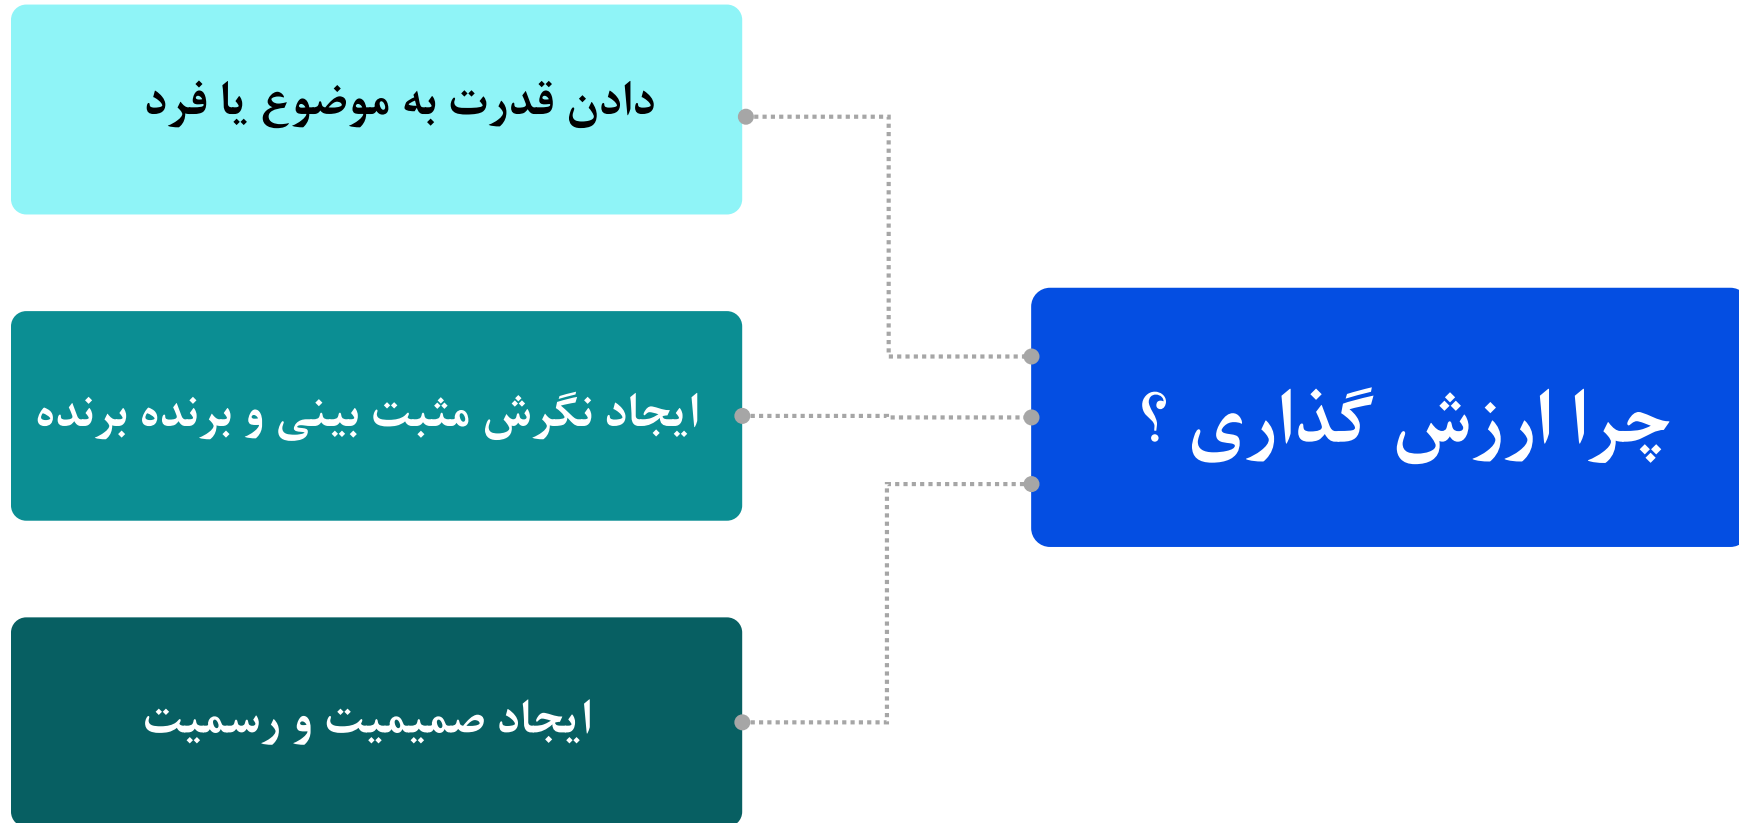 چرا ارزش گذاری ؟
دادن قدرت به موضوع یا فرد
ایجاد نگرش مثبت بینی و برنده برنده
ایجاد صمیمیت و رسمیت